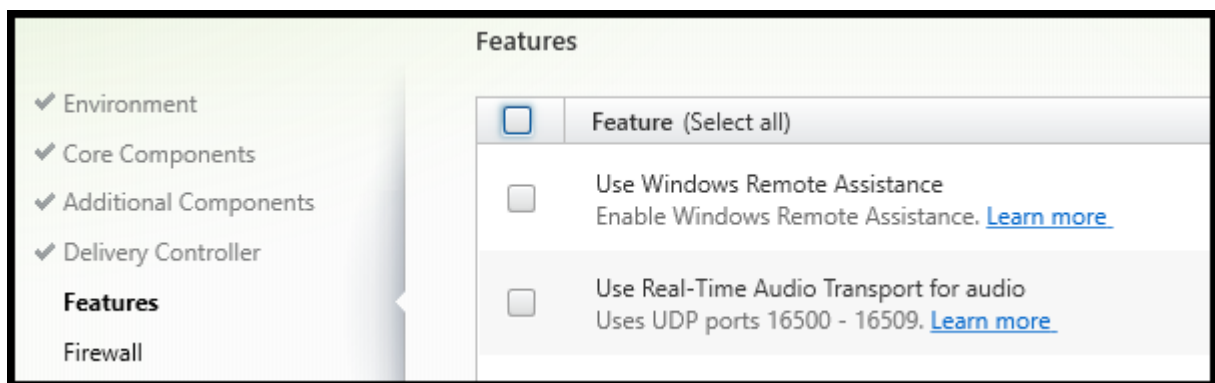 Features
Environment
Core Components
Additional Components
Delivery Controller
Features
Firewall
Feature (Select all)
Use Windows Remote Assistance
Enable Windows Remote Assistance. Learn more
Use Real-Time Audio Transport for audio
Uses UDP ports 16500 - 16509. Learn more